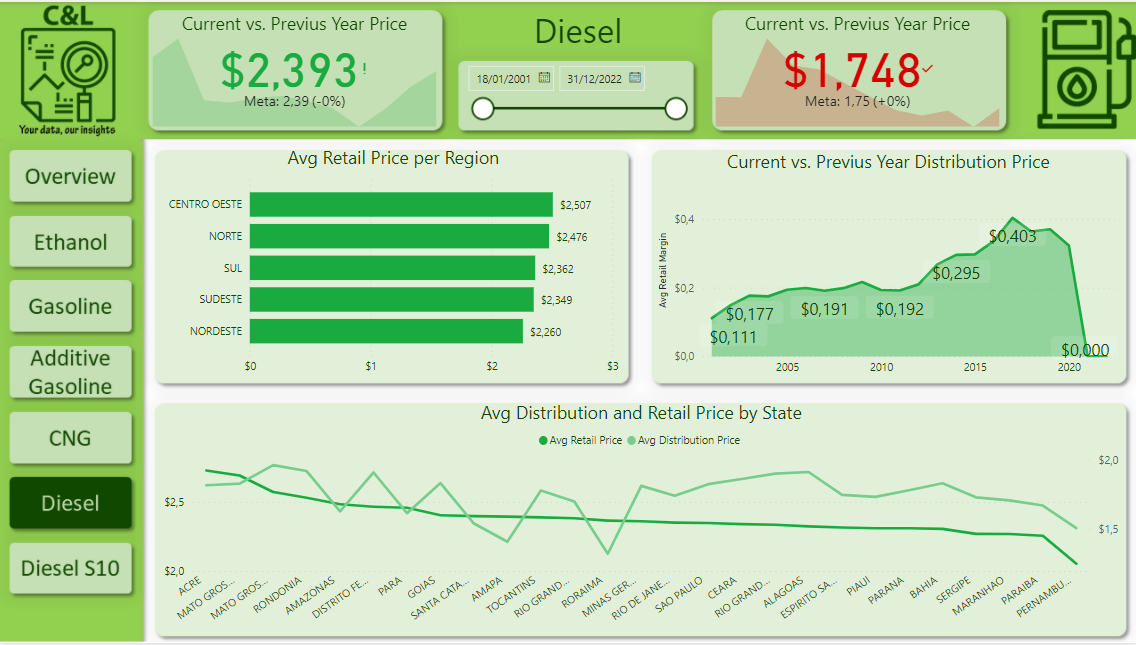 C&L
Your data, our insights
Current vs. Previus Year Price
$2,393!
Meta: 2,39 (-0%)
Diesel
18/01/2001
31/12/2022
Current vs. Previus Year Price
$1,748
Meta: 1,75 (+0%)
Overview
Ethanol
Gasoline
Additive
Gasoline
CNG
Diesel
Diesel S10
Avg Retail Price per Region
CENTRO OESTE
$2,507
NORTE
$2,476
SUL
$2,362
SUDESTE
$2,349
NORDESTE
$2,260
$0
$1
$2
$3
Current vs. Previus Year Distribution Price
Avg Retail Margin
$0,4
$0,2
$0,0
$0,111
$0,177
$0,191
$0,192
$0,295
$0,403
$0,000
2005
2010
2015
2020
Avg Distribution and Retail Price by State
Avg Retail Price
Avg Distribution Price
$2,5
$2,0
$2,0
$1,5
ACRE
MATO GROS...
MATO GROS...
RONDONIA
AMAZONAS
DISTRITO FE...
PARA
GOIAS
SANTA CATA...
AMAPA
TOCANTINS
RIO GRAND...
RORAIMA
MINAS GER...
RIO DE JANE...
SAO PAULO
CEARA
RIO GRAND...
ALAGOAS
ESPIRITO SA...
PIAUI
PARANA
BAHIA
SERGIPE
MARANHAO
PARAIBA
PERNAMBU...